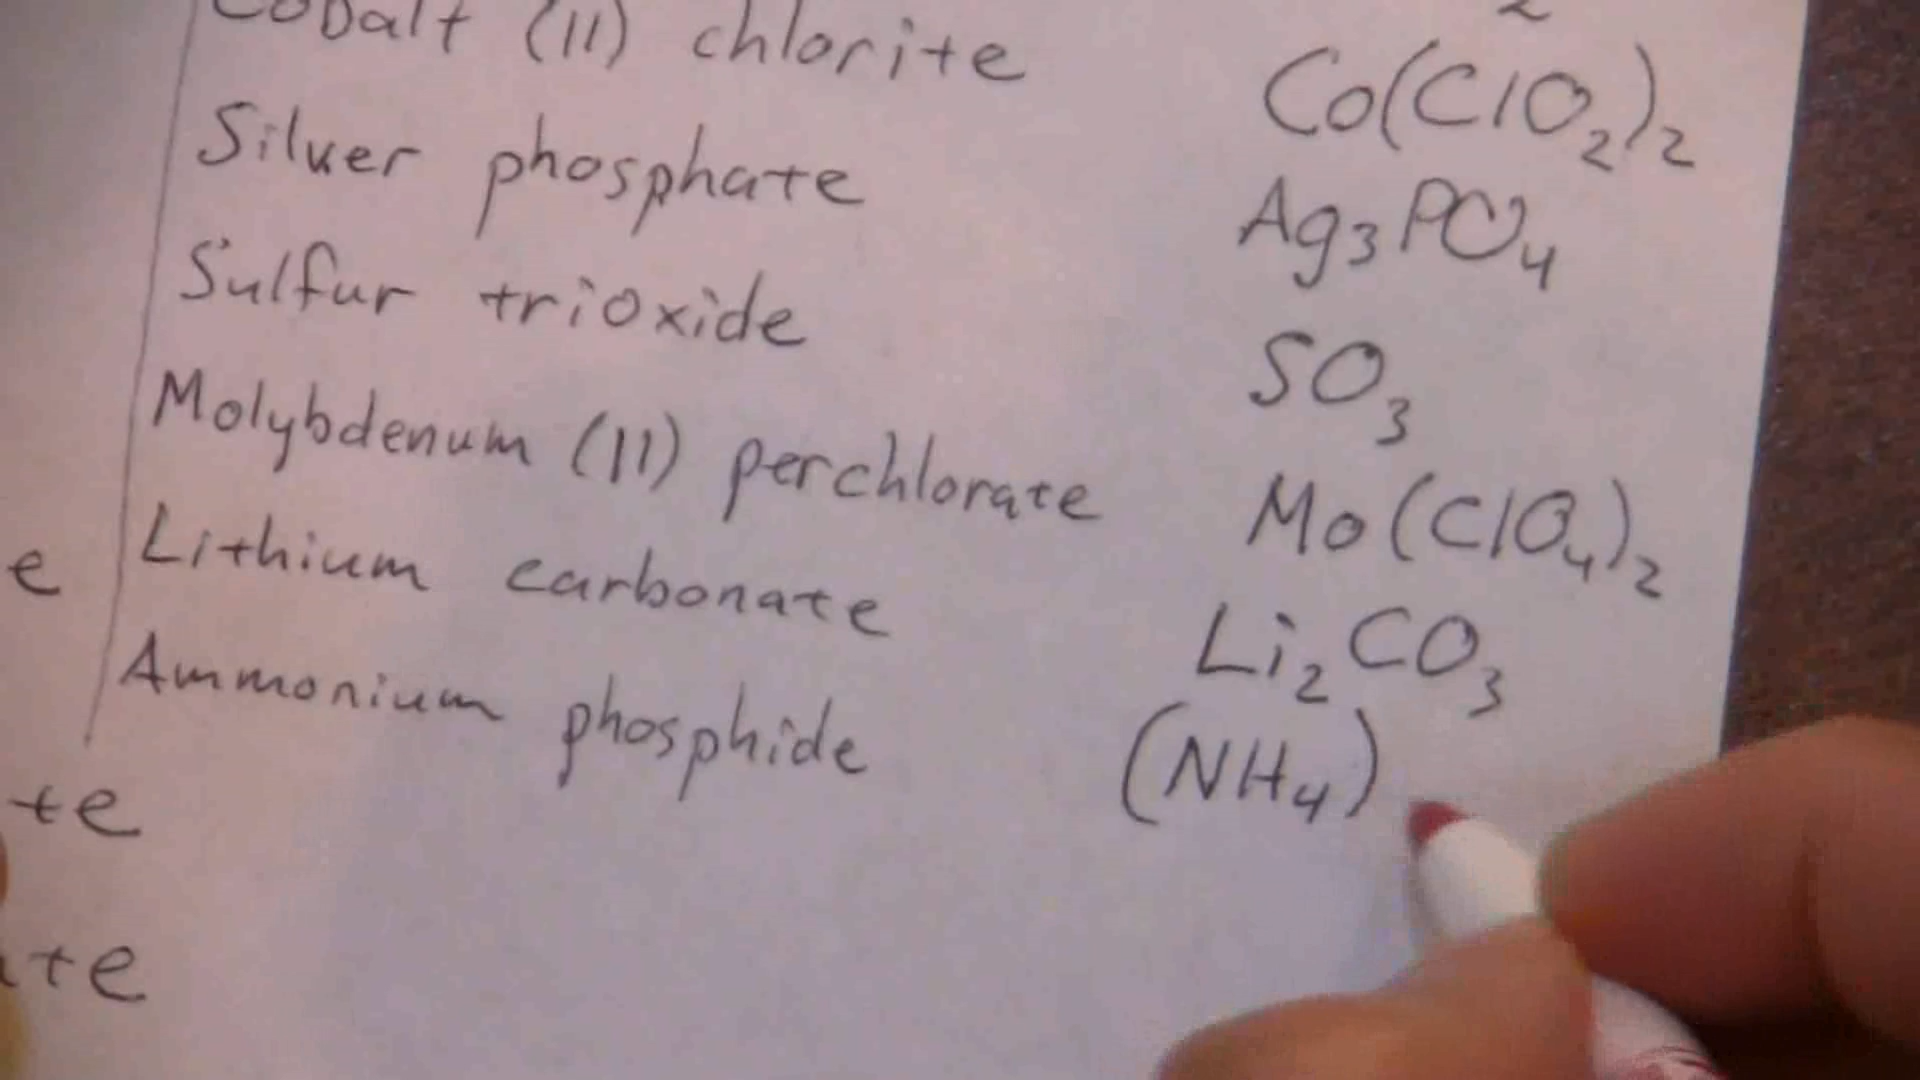 Cobalt (II) chlorite Co(ClO₂)₂
Silver phosphate Ag₃PO₄
Sulfur trioxide SO₃
Molybdenum (II) perchlorate Mo(ClO₄)₂
e Lithium carbonate Li₂CO₃
Ammonium phosphide (NH₄)
te
te